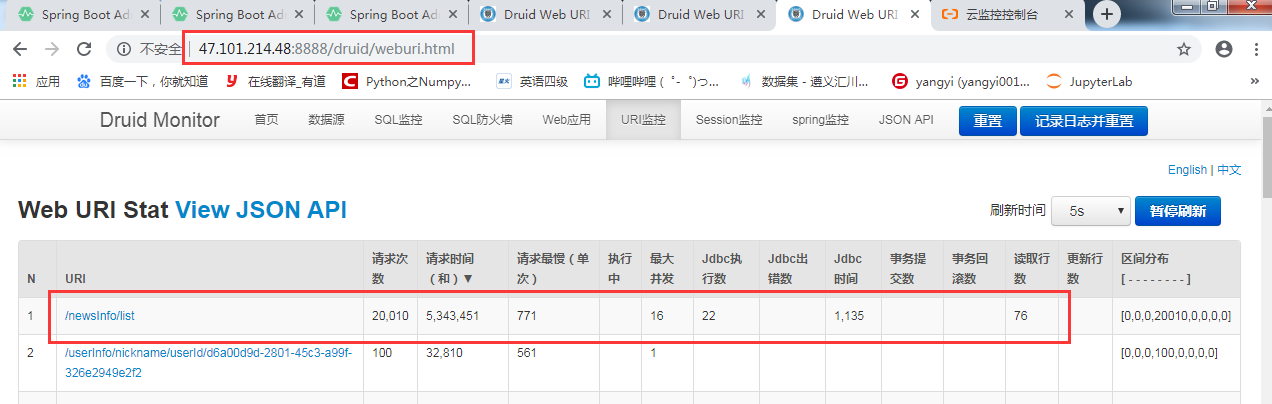 Spring Boot Ad
Spring Boot Ad
Spring Boot Ad
Druid Web URI
Druid Web URI
Druid Web URI
云监控控制台
不安全 | 47.101.214.48:8888/druid/weburi.html
应用
百度一下，你就知道
在线翻译_有道
Python之Numpy...
英语四级
哔哩哔哩 ( ゜- ゜)つ...
数据集 - 遵义汇川...
yangyi (yangyi001...
JupyterLab
»
Druid Monitor
首页
数据源
SQL监控
SQL防火墙
Web应用
URI监控
Session监控
spring监控
JSON API
重置
记录日志并重置
English | 中文
Web URI Stat View JSON API
刷新时间
5s
暂停刷新
N
URI
请求次
数
请求时间
（和）▼
请求最慢（单
次）
执行
中
最大
并发
Jdbc执
行数
Jdbc出
错数
Jdbc
时间
事务提
交数
事务回
滚数
读取行
数
更新行
数
区间分布
[ - - - - - - - - ]
1
/newsInfo/list
20,010
5,343,451
771
16
22
1,135
76
[0,0,0,20010,0,0,0,0]
2
/userInfo/nickname/userId/d6a00d9d-2801-45c3-a99f-
326e2949e2f2
100
32,810
561
1
[0,0,0,100,0,0,0,0]